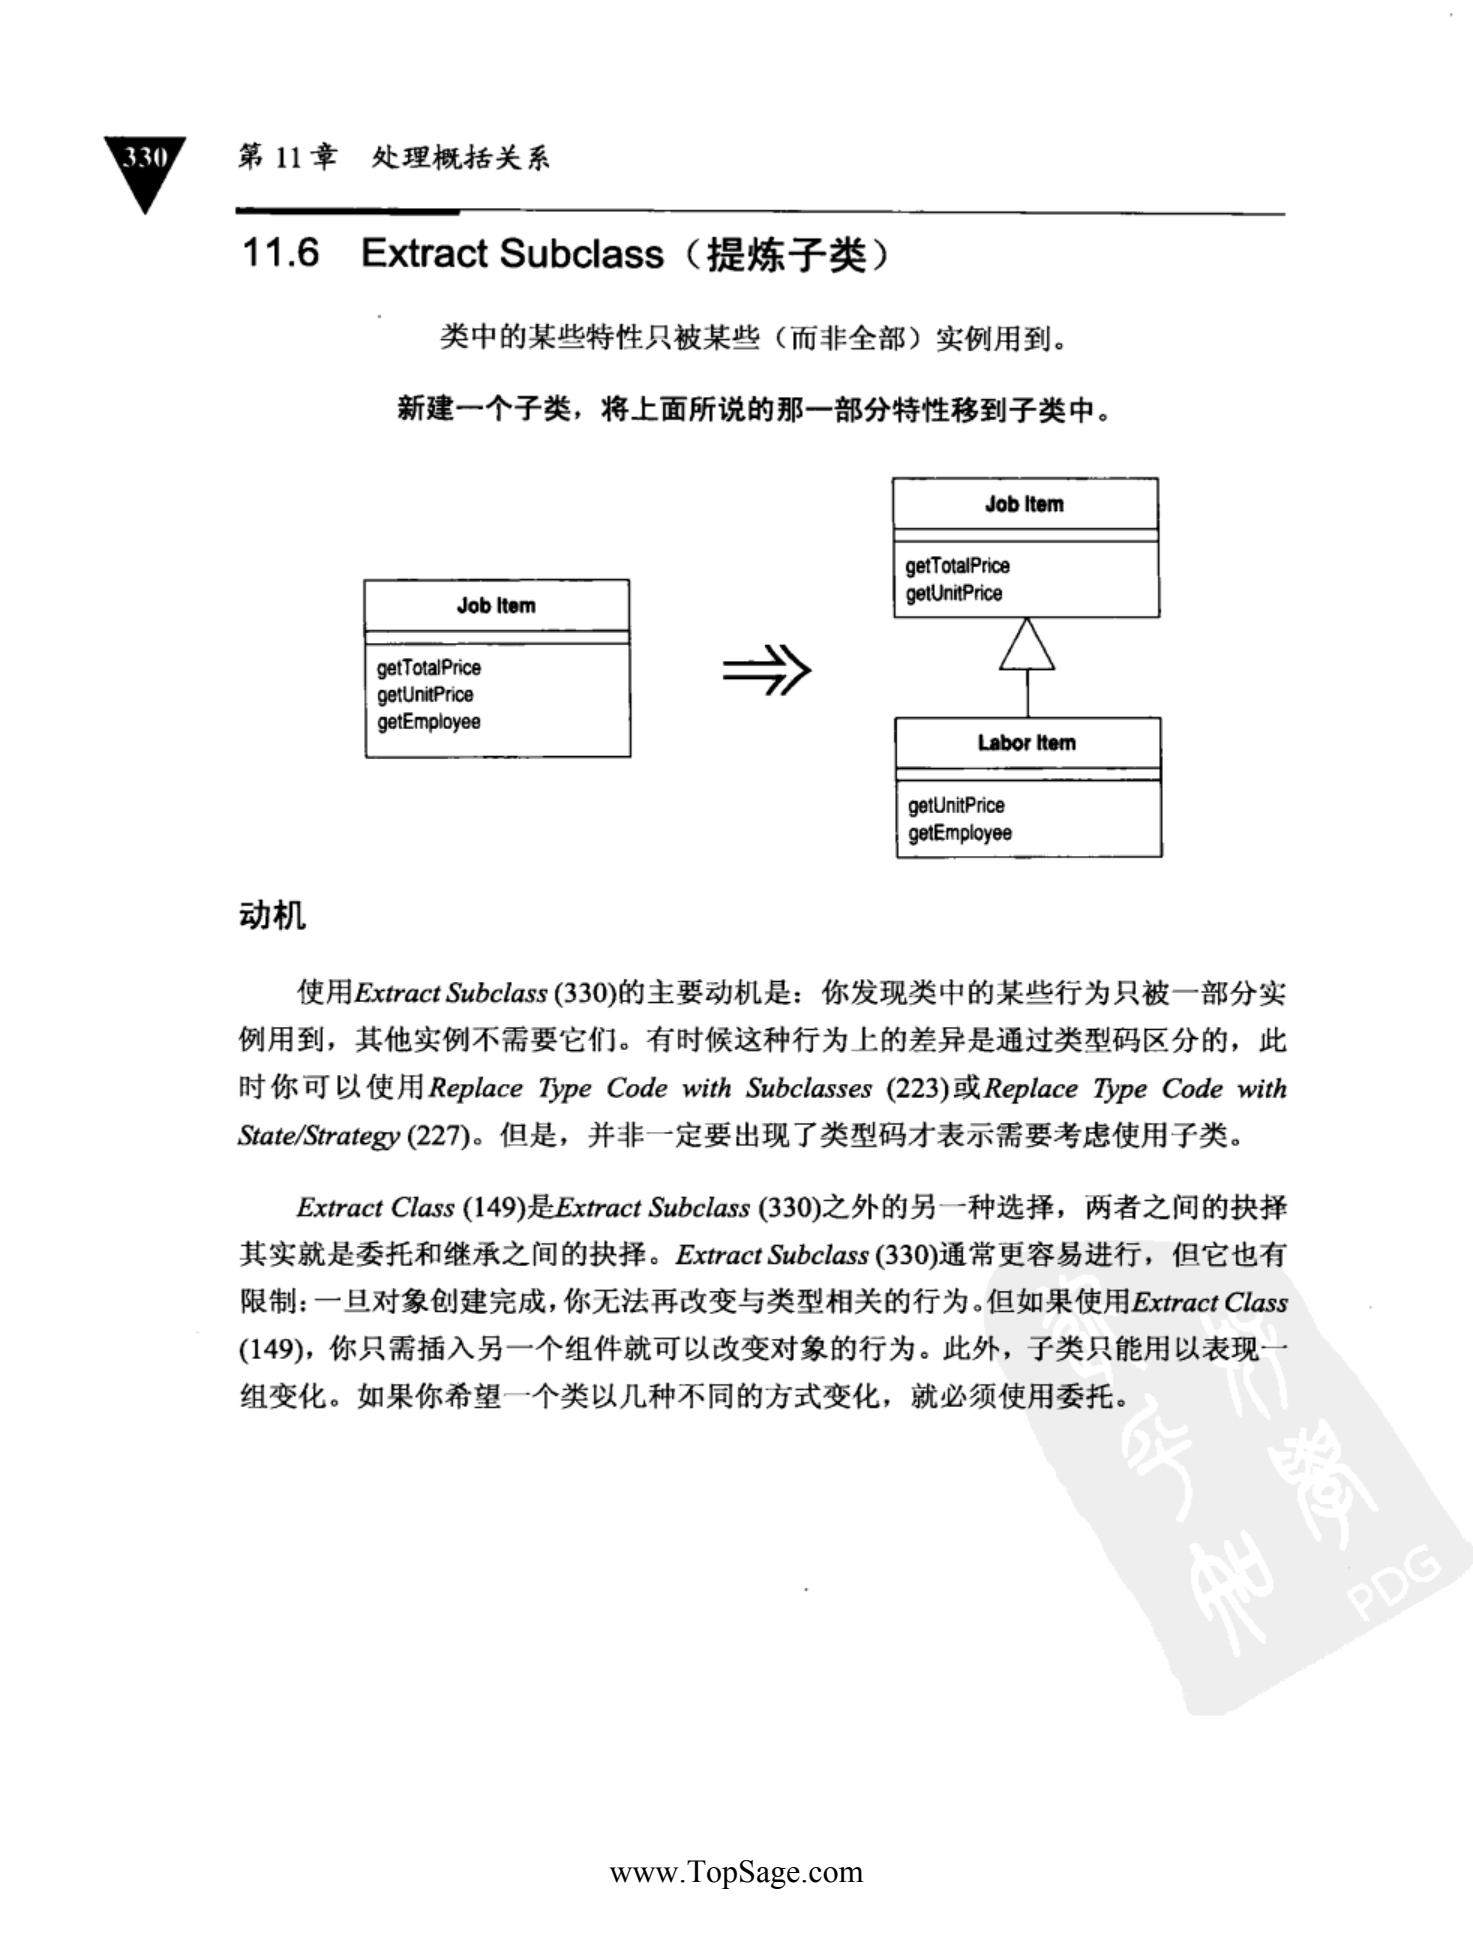 330
第 11 章 处理概括关系
11.6 Extract Subclass（提炼子类）
类中的某些特性只被某些（而非全部）实例用到。
新建一个子类，将上面所说的那一部分特性移到子类中。
Job Item
getTotalPrice
getUnitPrice
getEmployee
Job Item
getTotalPrice
getUnitPrice
Labor Item
getUnitPrice
getEmployee
动机
使用Extract Subclass (330)的主要动机是：你发现类中的某些行为只被一部分实
例用到，其他实例不需要它们。有时候这种行为上的差异是通过类型码区分的，此
时你可以使用Replace Type Code with Subclasses (223)或Replace Type Code with
State/Strategy (227)。但是，并非一定要出现了类型码才表示需要考虑使用子类。
Extract Class (149)是Extract Subclass (330)之外的另一种选择，两者之间的抉择
其实就是委托和继承之间的抉择。Extract Subclass (330)通常更容易进行，但它也有
限制：一旦对象创建完成，你无法再改变与类型相关的行为。但如果使用Extract Class
(149)，你只需插入另一个组件就可以改变对象的行为。此外，子类只能用以表现一
组变化。如果你希望一个类以几种不同的方式变化，就必须使用委托。
PDG
www.TopSage.com